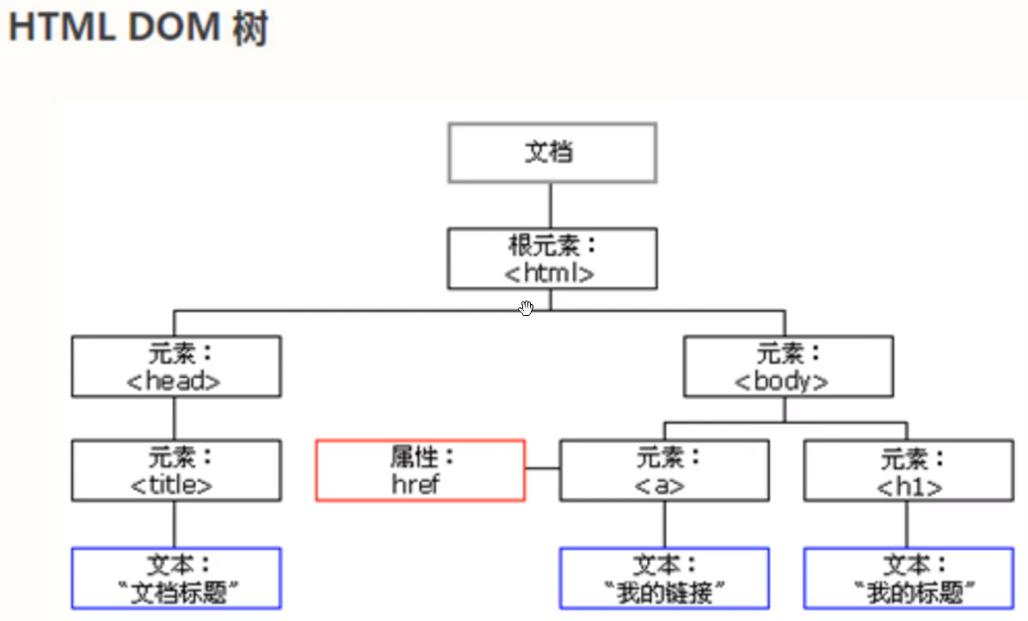 HTML DOM 树
文档
根元素：
<html>
元素：
<head>
元素：
<body>
元素：
<title>
属性：
href
元素：
<a>
元素：
<h1>
文本：
“文档标题”
文本：
“我的链接”
文本：
“我的标题”